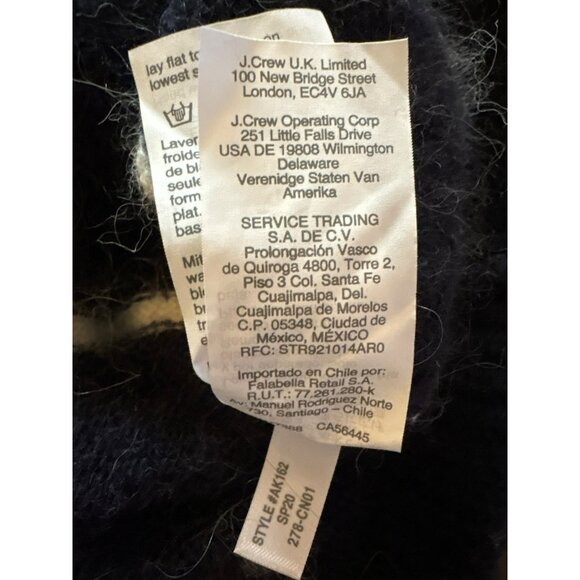 lay flat to
lowest s
Laver
froide
de bl
seule
form
plat.
bas
Mit
wa
J.Crew U.K. Limited
100 New Bridge Street
London, EC4V 6JA
J.Crew Operating Corp
251 Little Falls Drive
USA DE 19808 Wilmington
Delaware
Verenidge Staten Van
Amerika
SERVICE TRADING
S.A. DE C.V.
Prolongación Vasco
de Quiroga 4800, Torre 2,
Piso 3 Col. Santa Fe
Cuajimalpa, Del.
Cuajimalpa de Morelos
C.P. 05348, Ciudad de
México, MÉXICO
RFC: STR921014AR0
Importado en Chile por:
Falabella Retail S.A.
R.U.T.: 77.261.280-k
Av. Manuel Rodriguez Norte
730, Santiago - Chile
CA56445
STYLE #AK162
SP20
278-CN01